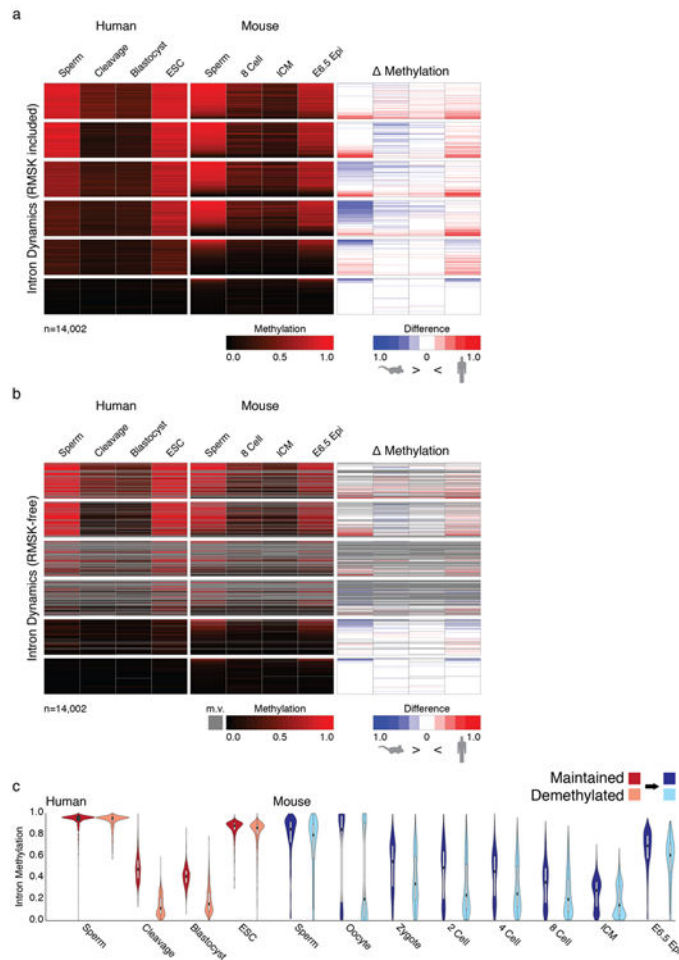 a
Human Mouse
Sperm Cleavage Blastocyst ESC Sperm 8 Cell ICM E6.5 Epi Δ Methylation
Intron Dynamics (RMSK included)
n=14,002 Methylation Difference
0.0 0.5 1.0 1.0 0 1.0
> <
b
Human Mouse
Sperm Cleavage Blastocyst ESC Sperm 8 Cell ICM E6.5 Epi Δ Methylation
Intron Dynamics (RMSK-free)
n=14,002 m.v. Methylation Difference
0.0 0.5 1.0 1.0 0 1.0
> <
c
Maintained
Demethylated
Human Mouse
Intron Methylation
1.0
0.8
0.6
0.4
0.2
0.0
Sperm Cleavage Blastocyst ESC Sperm Oocyte Zygote 2 Cell 4 Cell 8 Cell ICM E6.5 Epi